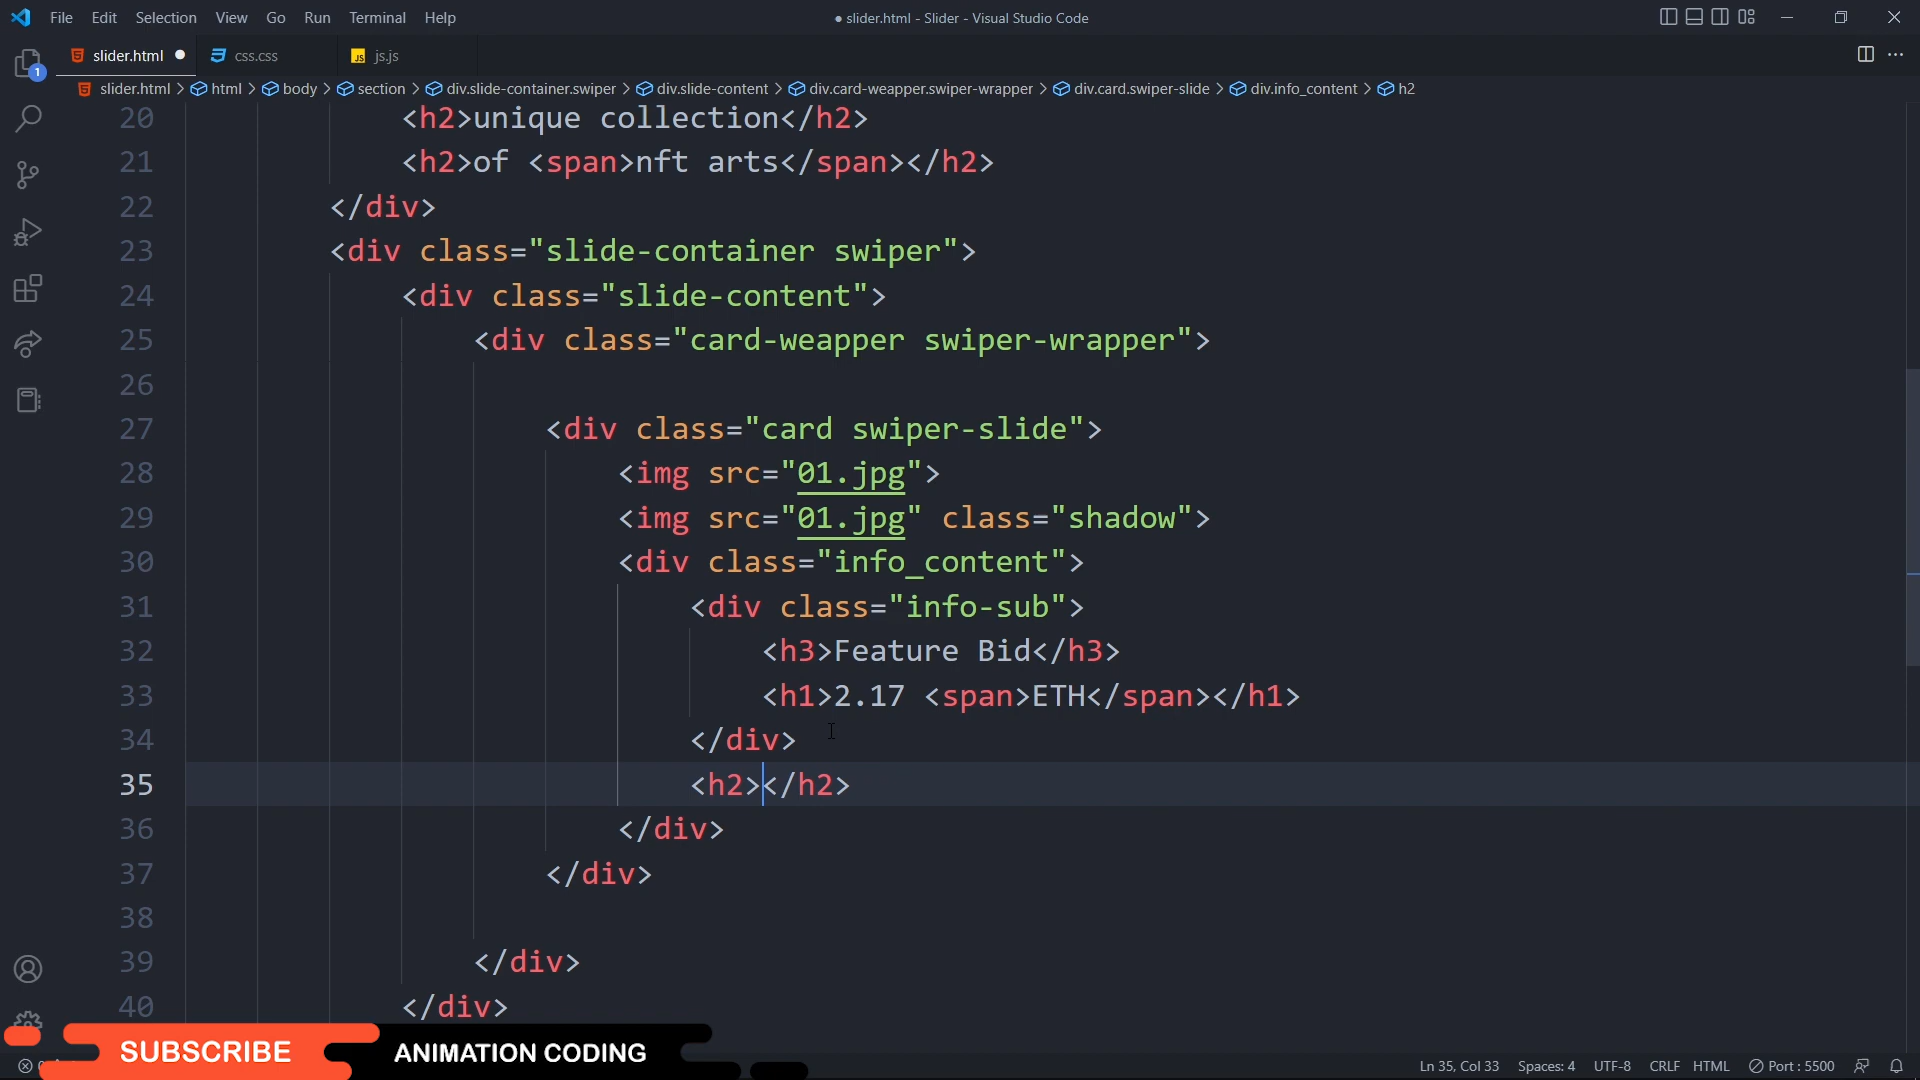 File Edit Selection View Go Run Terminal Help
● slider.html - Slider - Visual Studio Code
1
slider.html ●
css.css
JS js.js
slider.html > html > body > section > div.slide-container.swiper > div.slide-content > div.card-weapper.swiper-wrapper > div.card.swiper-slide > div.info_content > h2
20 <h2>unique collection</h2>
21 <h2>of <span>nft arts</span></h2>
22 </div>
23 <div class="slide-container swiper">
24 <div class="slide-content">
25 <div class="card-weapper swiper-wrapper">
26
27 <div class="card swiper-slide">
28 <img src="01.jpg">
29 <img src="01.jpg" class="shadow">
30 <div class="info_content">
31 <div class="info-sub">
32 <h3>Feature Bid</h3>
33 <h1>2.17 <span>ETH</span></h1>
34 </div>
35 <h2></h2>
36 </div>
37 </div>
38
39 </div>
40 </div>
SUBSCRIBE
ANIMATION CODING
Ln 35, Col 33 Spaces: 4 UTF-8 CRLF HTML Port : 5500